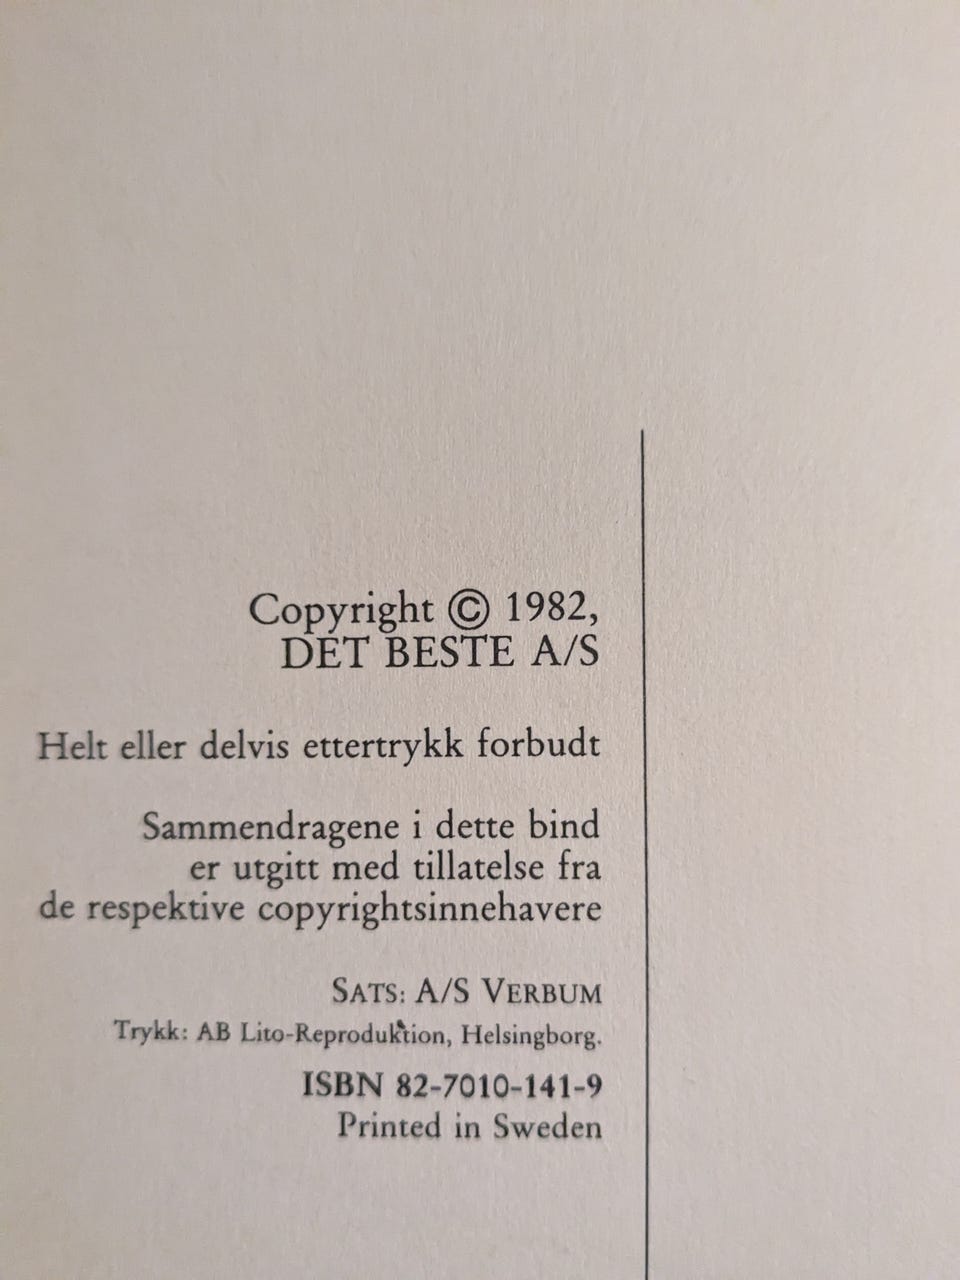 Copyright © 1982,
DET BESTE A/S
Helt eller delvis ettertrykk forbudt
Sammendragene i dette bind
er utgitt med tillatelse fra
de respektive copyrightsinnehavere
SATS: A/S VERBUM
Trykk: AB Lito-Reproduktion, Helsingborg.
ISBN 82-7010-141-9
Printed in Sweden